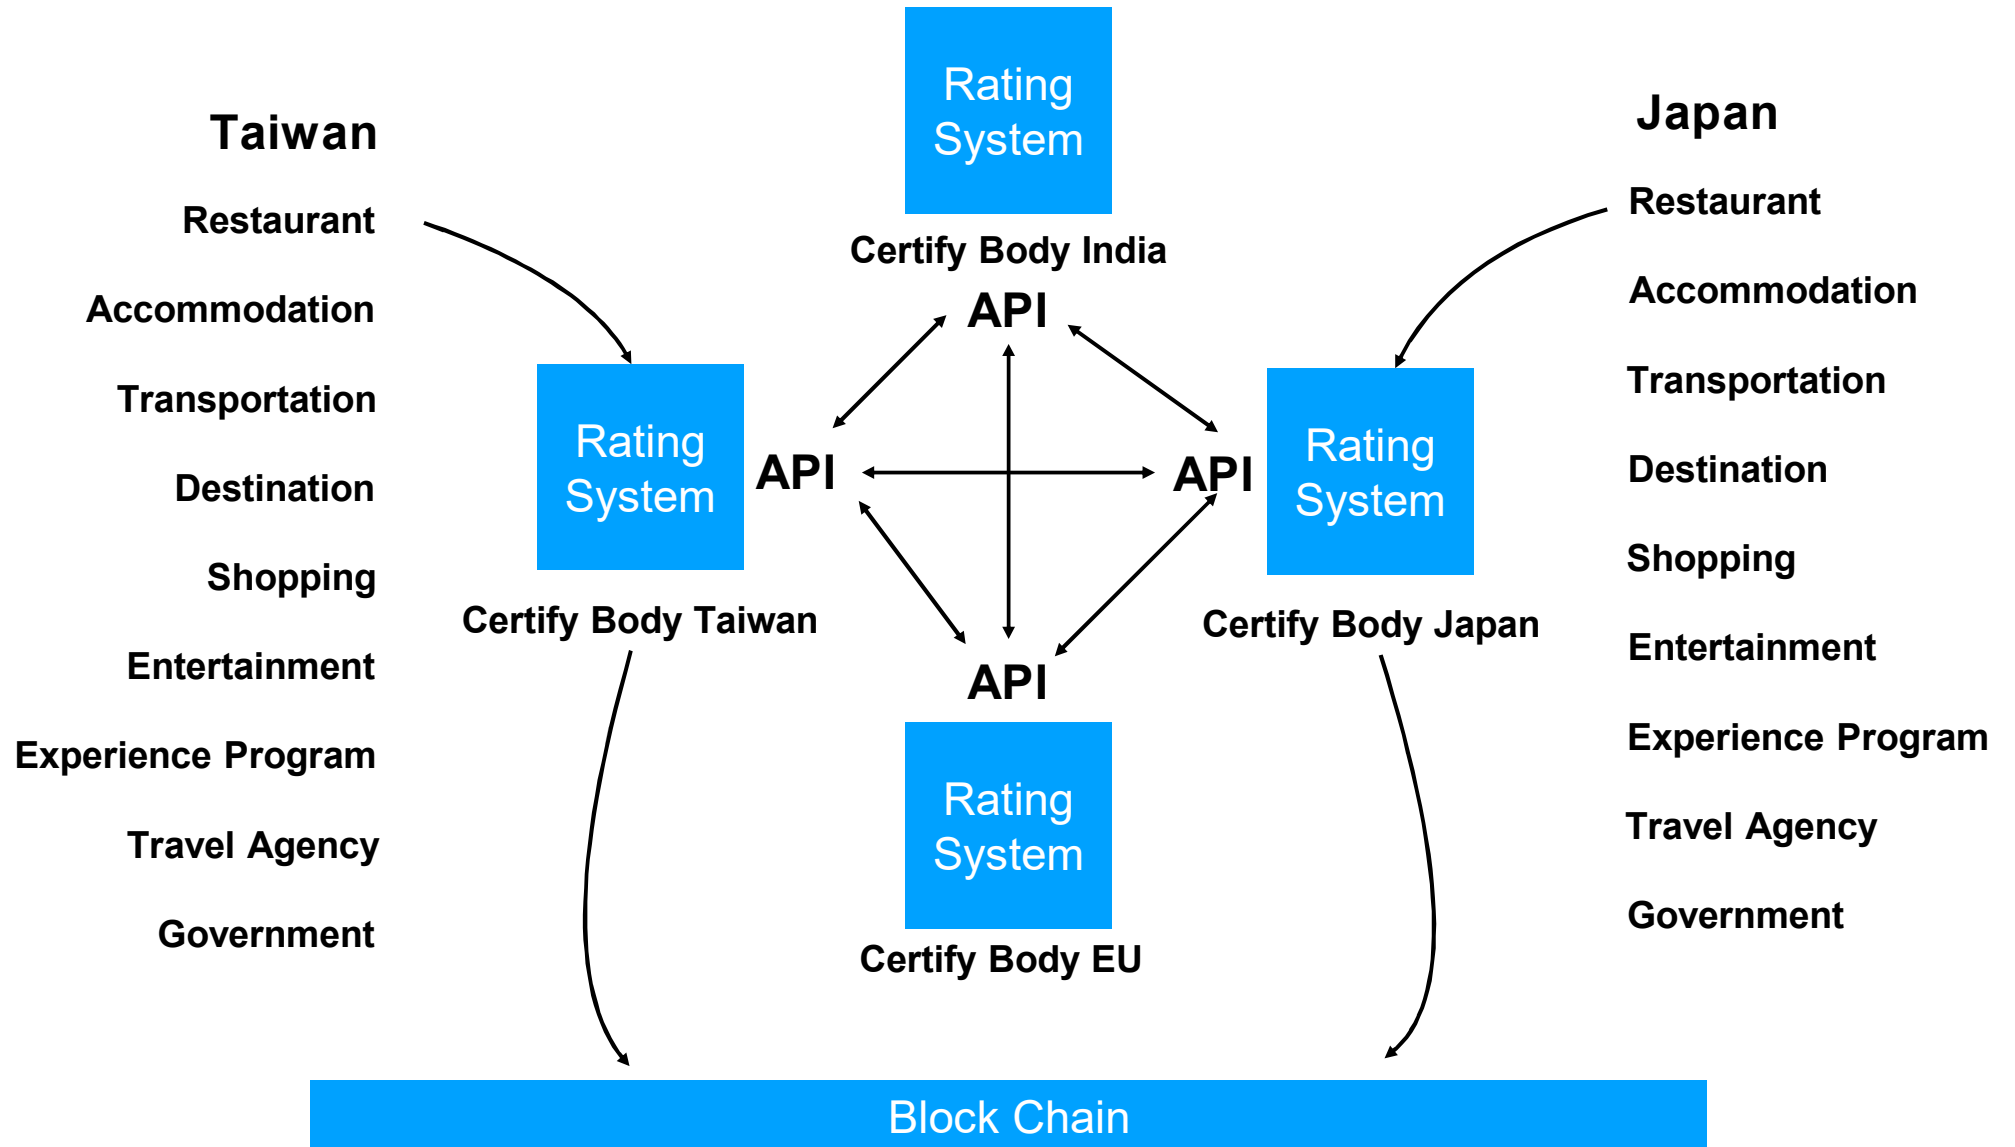 Taiwan
Restaurant
Accommodation
Transportation
Destination
Shopping
Entertainment
Experience Program
Travel Agency
Government
Rating
System
Certify Body India
API
Rating
System
API
Certify Body Taiwan
API
Rating
System
Certify Body Japan
API
Rating
System
Certify Body EU
Japan
Restaurant
Accommodation
Transportation
Destination
Shopping
Entertainment
Experience Program
Travel Agency
Government
Block Chain